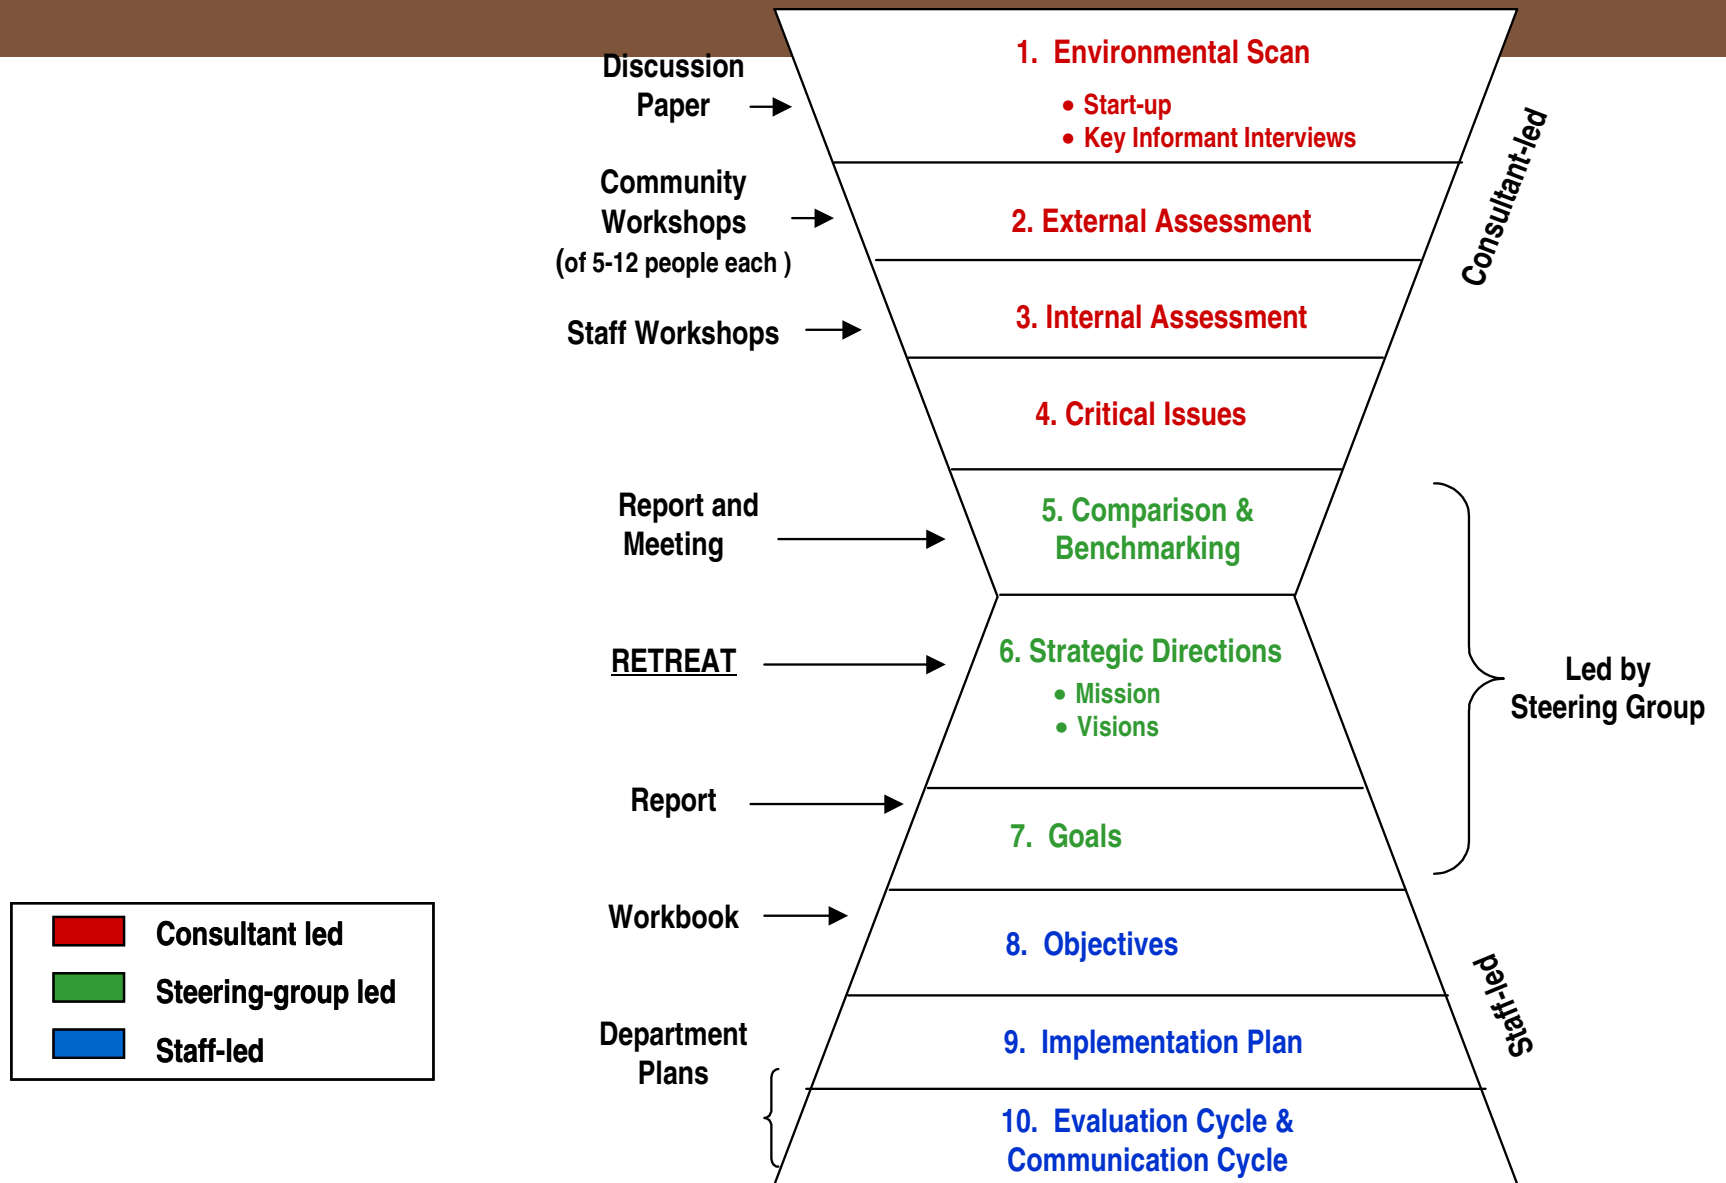 Discussion
Paper
Community
Workshops
(of 5-12 people each )
Staff Workshops
Report and
Meeting
RETREAT
Report
Workbook
Department
Plans
1. Environmental Scan
• Start-up
• Key Informant Interviews
2. External Assessment
3. Internal Assessment
4. Critical Issues
5. Comparison &
Benchmarking
6. Strategic Directions
• Mission
• Visions
7. Goals
8. Objectives
9. Implementation Plan
10. Evaluation Cycle &
Communication Cycle
Consultant-led
Led by
Steering Group
Staff-led
Consultant led
Steering-group led
Staff-led